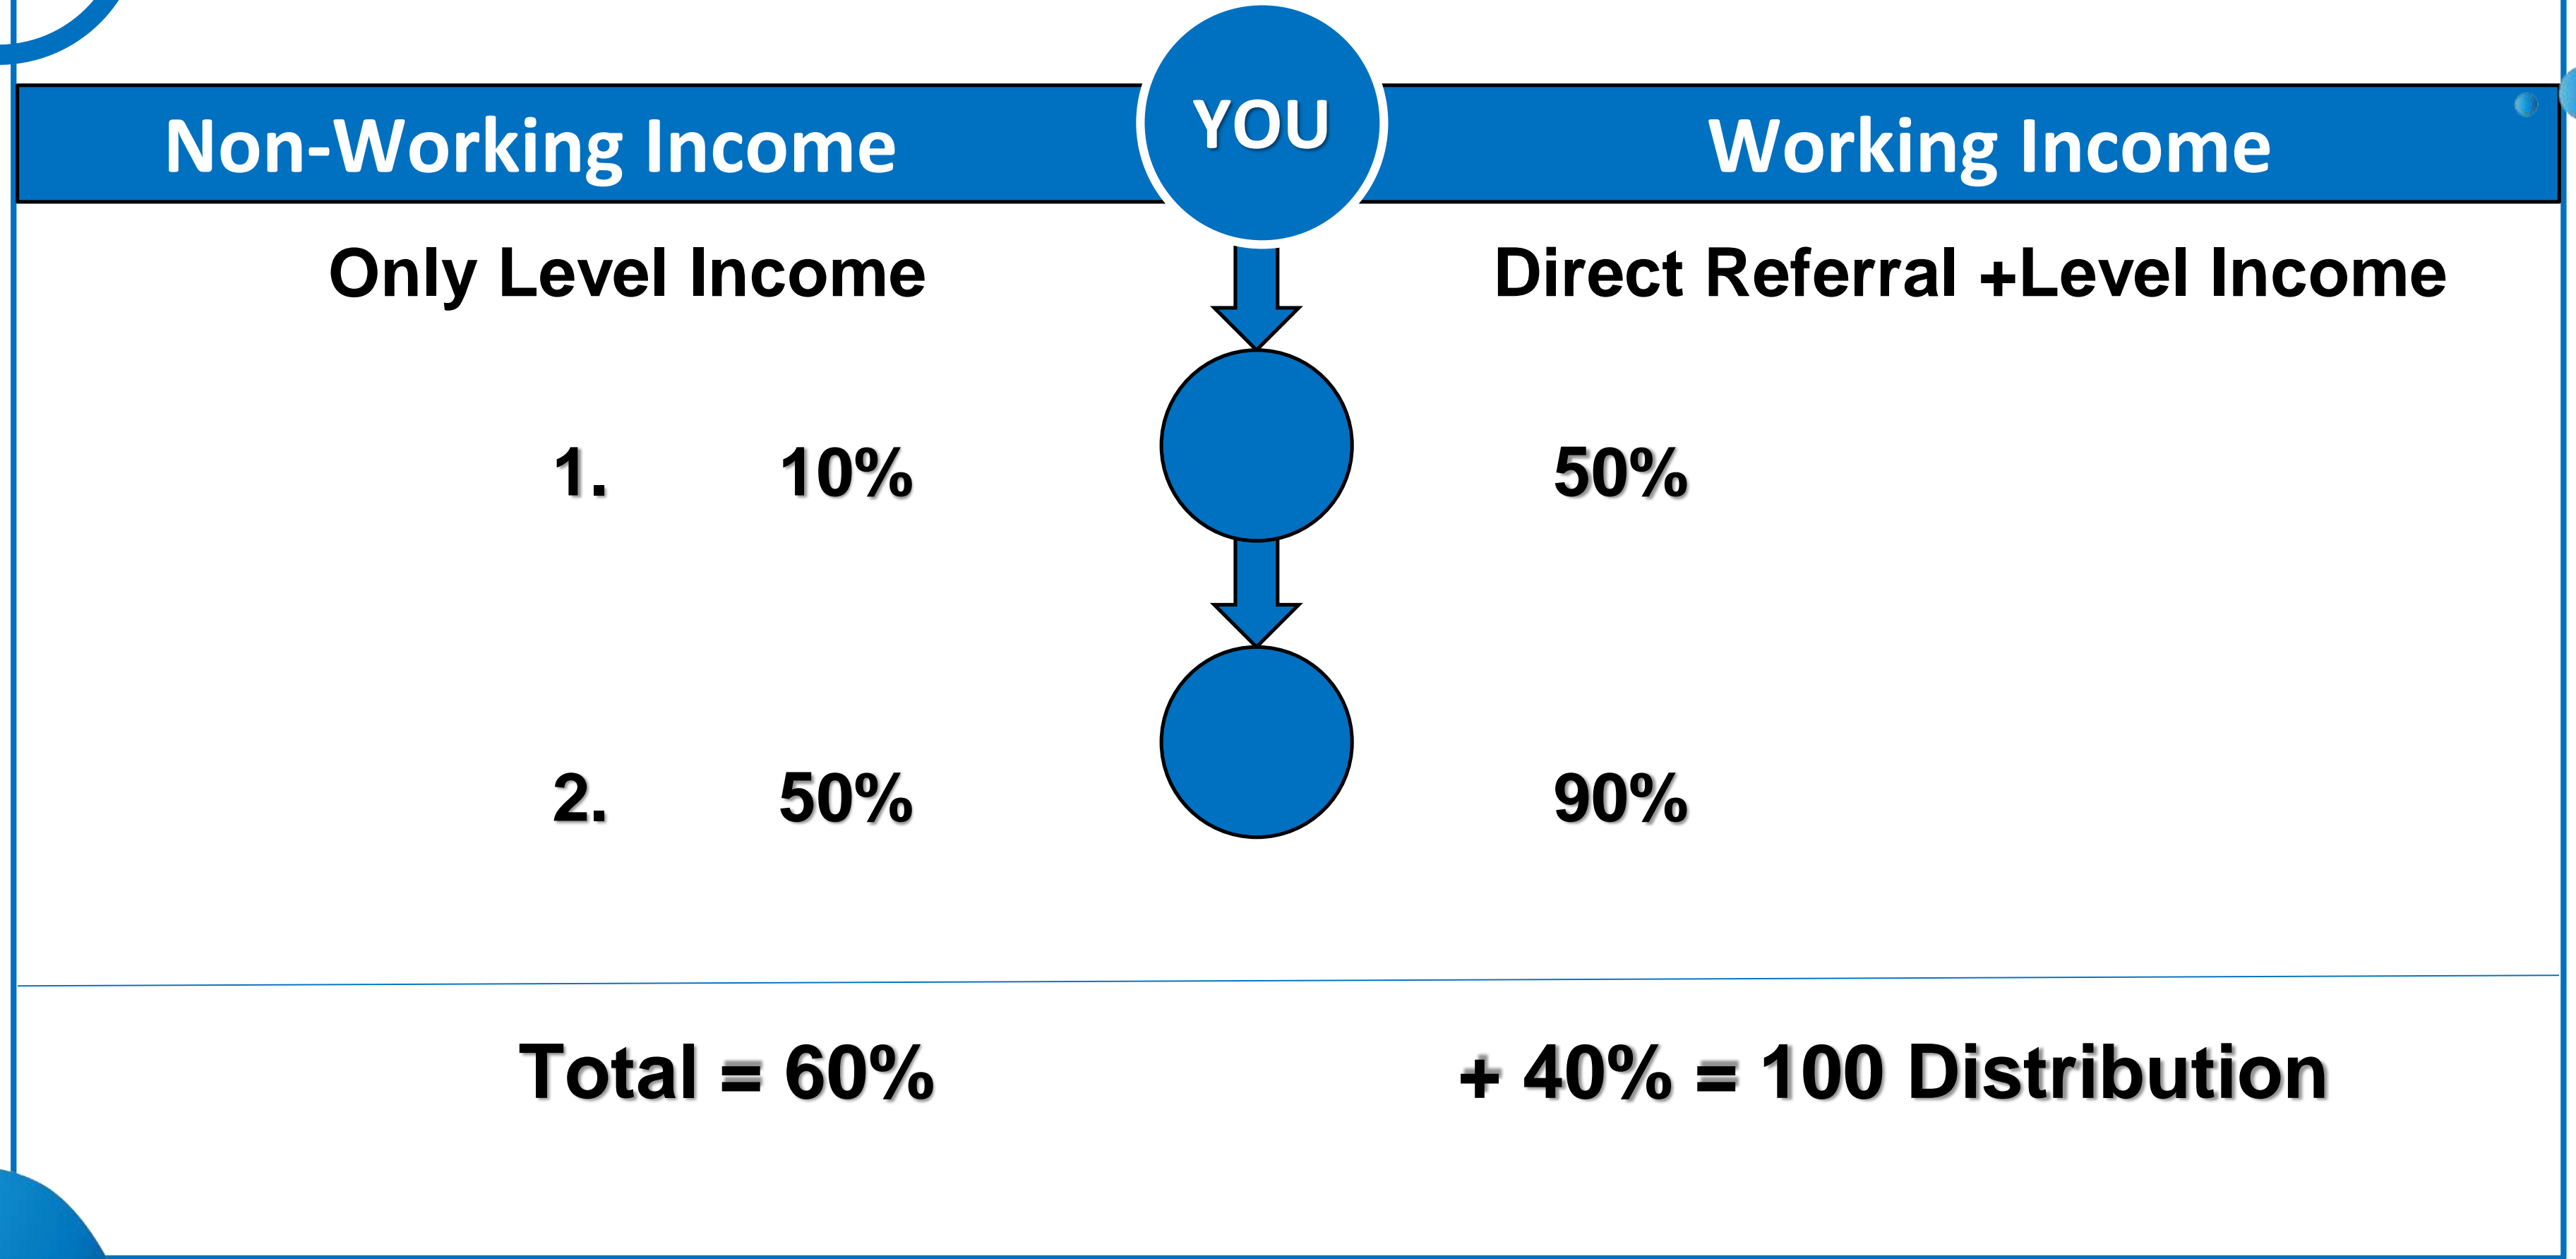 YOU
Non-Working Income
Working Income
Only Level Income
Direct Referral +Level Income
1. 10% 50%
2. 50% 90%
Total = 60% + 40% = 100 Distribution